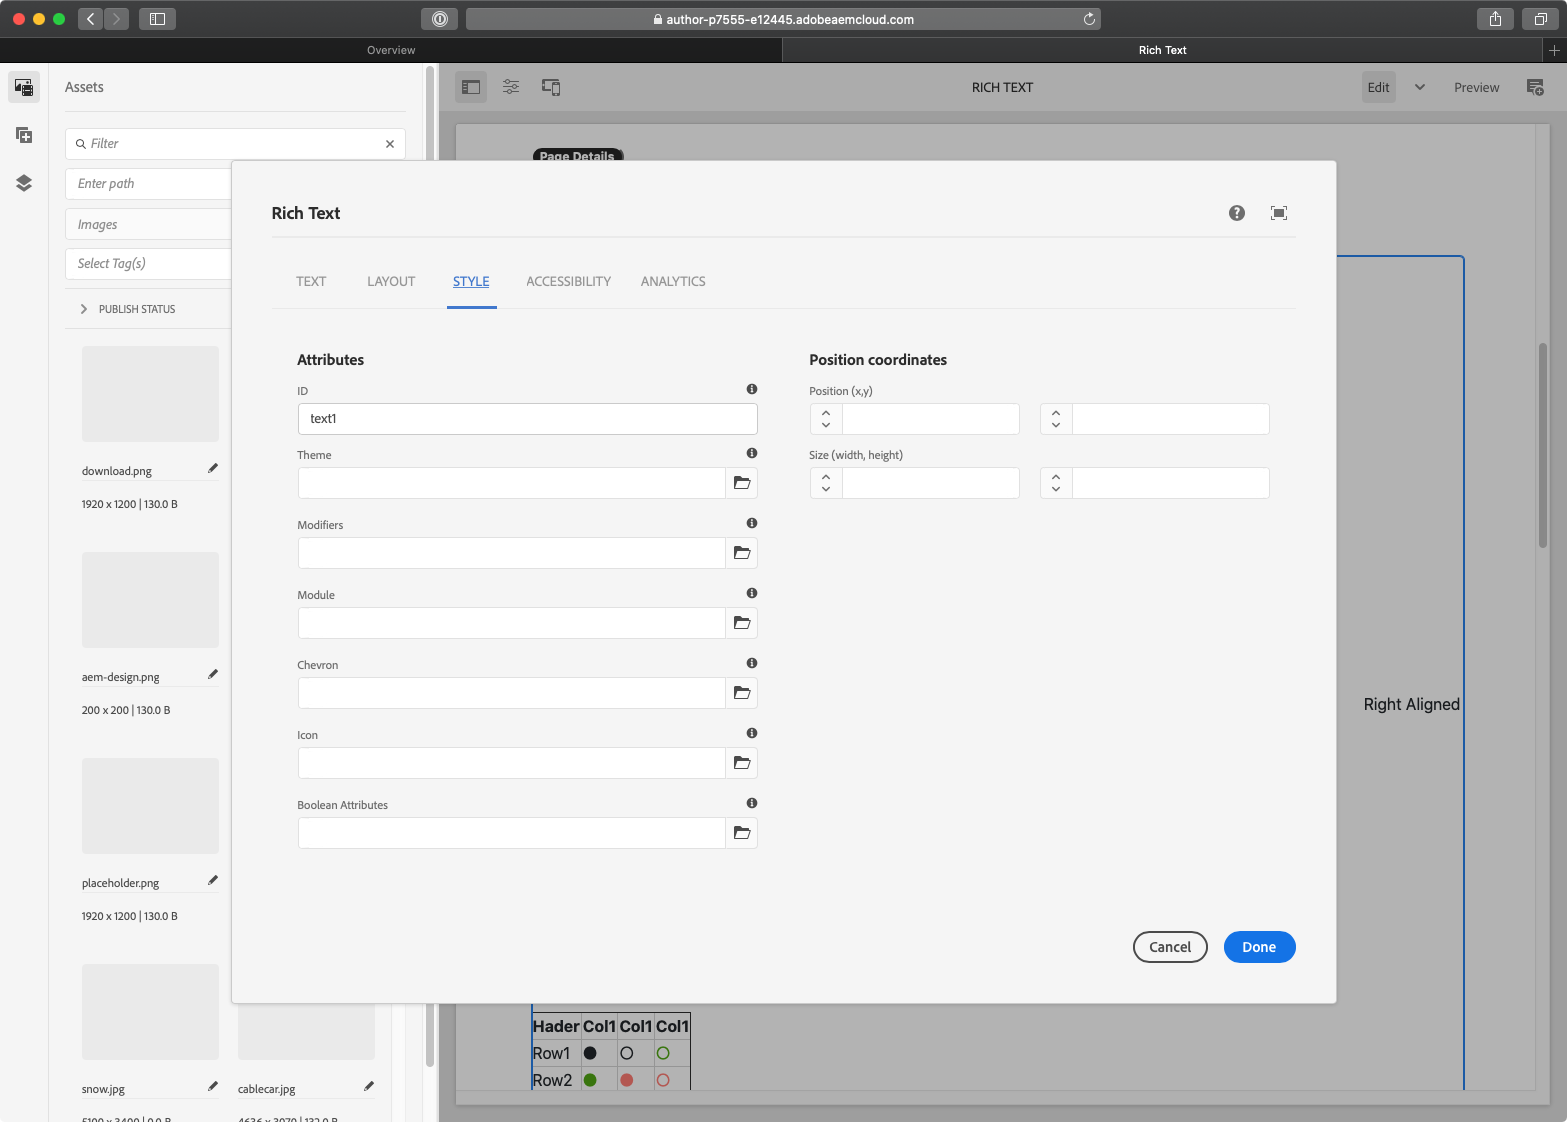 author-p7555-e12445.adobeaemcloud.com
Overview
Rich Text
Assets
RICH TEXT
Edit
Preview
Filter
Page Details
Enter path
Images
Select Tag(s)
PUBLISH STATUS
Rich Text
TEXT
LAYOUT
STYLE
ACCESSIBILITY
ANALYTICS
Attributes
Position coordinates
ID
Position (x,y)
text1
Theme
Size (width, height)
Modifiers
Module
Chevron
Icon
Boolean Attributes
Cancel
Done
download.png
1920 x 1200 | 130.0 B
aem-design.png
200 x 200 | 130.0 B
placeholder.png
1920 x 1200 | 130.0 B
snow.jpg
cablecar.jpg
Right Aligned
Hader Col1 Col1 Col1
Row1
Row2